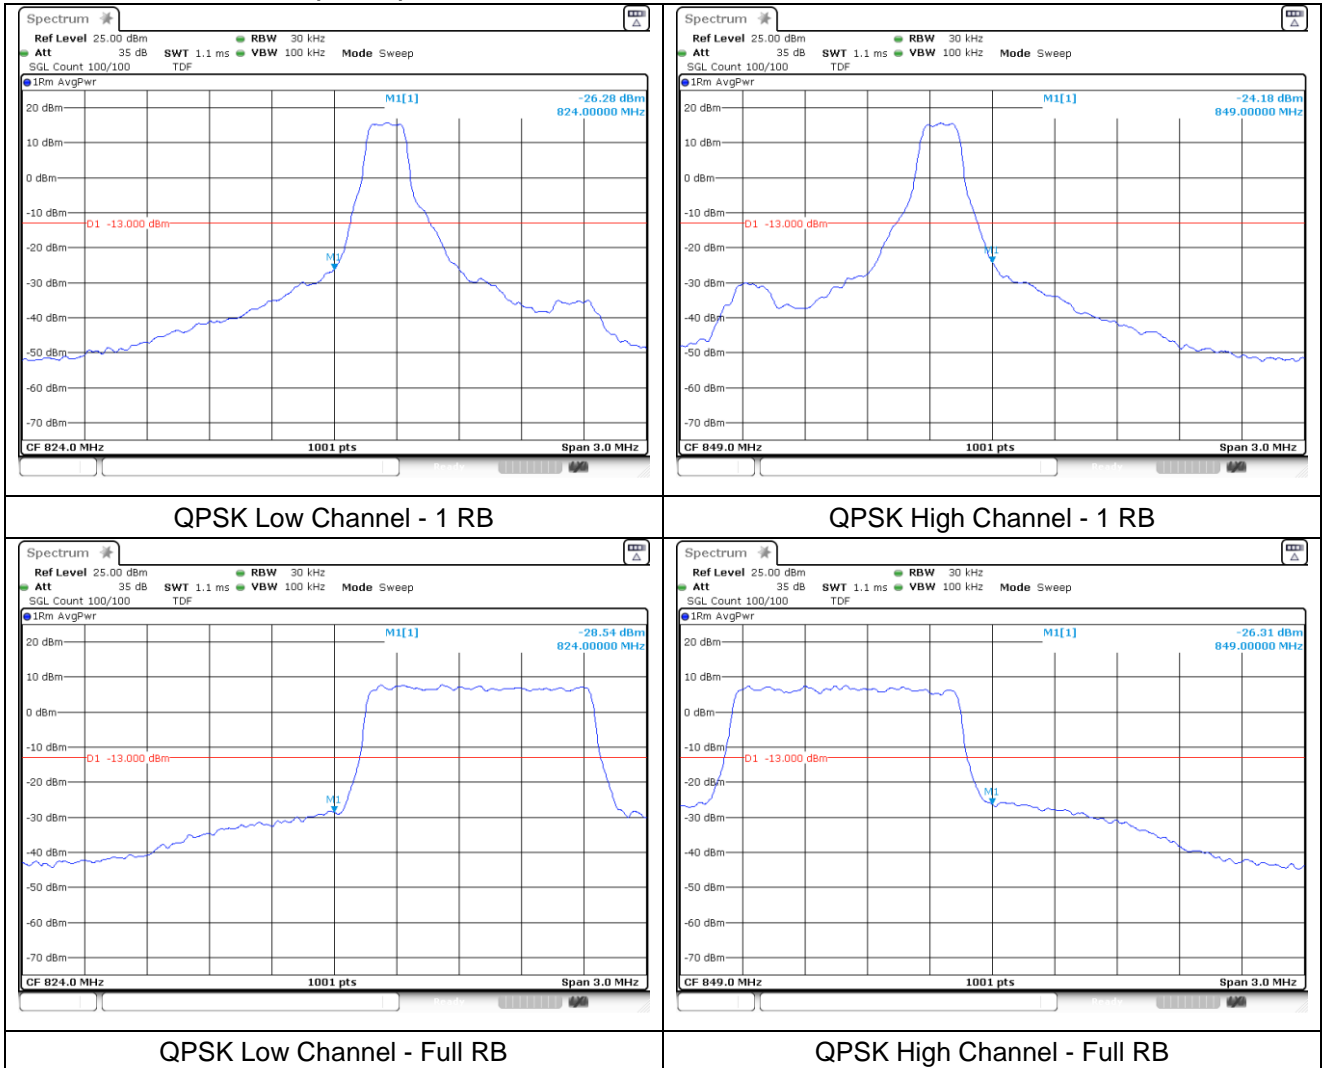 Spectrum
Ref Level 25.00 dBm RBW 30 kHz
Att 35 dB SWT 1.1 ms VBW 100 kHz Mode Sweep
SGL Count 100/100 TDF
1Rm AvgPwr
M1[1] -26.28 dBm
824.00000 MHz
20 dBm
10 dBm
0 dBm
-10 dBm
D1 -13.000 dBm
-20 dBm
M1
-30 dBm
-40 dBm
-50 dBm
-60 dBm
-70 dBm
CF 824.0 MHz 1001 pts Span 3.0 MHz
QPSK Low Channel - 1 RB
Spectrum
Ref Level 25.00 dBm RBW 30 kHz
Att 35 dB SWT 1.1 ms VBW 100 kHz Mode Sweep
SGL Count 100/100 TDF
1Rm AvgPwr
M1[1] -24.18 dBm
849.00000 MHz
20 dBm
10 dBm
0 dBm
-10 dBm
D1 -13.000 dBm
-20 dBm
M1
-30 dBm
-40 dBm
-50 dBm
-60 dBm
-70 dBm
CF 849.0 MHz 1001 pts Span 3.0 MHz
QPSK High Channel - 1 RB
Spectrum
Ref Level 25.00 dBm RBW 30 kHz
Att 35 dB SWT 1.1 ms VBW 100 kHz Mode Sweep
SGL Count 100/100 TDF
1Rm AvgPwr
M1[1] -28.54 dBm
824.00000 MHz
20 dBm
10 dBm
0 dBm
-10 dBm
D1 -13.000 dBm
-20 dBm
M1
-30 dBm
-40 dBm
-50 dBm
-60 dBm
-70 dBm
CF 824.0 MHz 1001 pts Span 3.0 MHz
QPSK Low Channel - Full RB
Spectrum
Ref Level 25.00 dBm RBW 30 kHz
Att 35 dB SWT 1.1 ms VBW 100 kHz Mode Sweep
SGL Count 100/100 TDF
1Rm AvgPwr
M1[1] -26.31 dBm
849.00000 MHz
20 dBm
10 dBm
0 dBm
-10 dBm
D1 -13.000 dBm
-20 dBm
M1
-30 dBm
-40 dBm
-50 dBm
-60 dBm
-70 dBm
CF 849.0 MHz 1001 pts Span 3.0 MHz
QPSK High Channel - Full RB